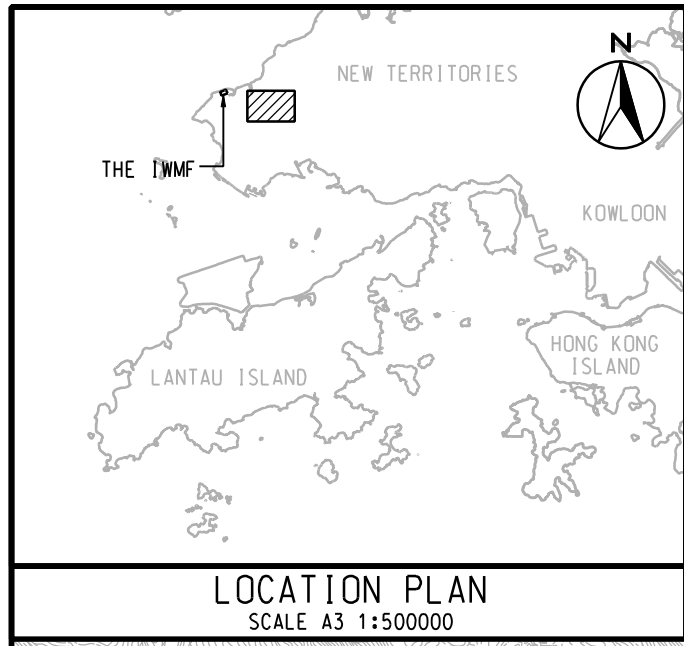 N
NEW TERRITORIES
THE IWMF
KOWLOON
HONG KONG
ISLAND
LANTAU ISLAND
LOCATION PLAN
SCALE A3 1:500000